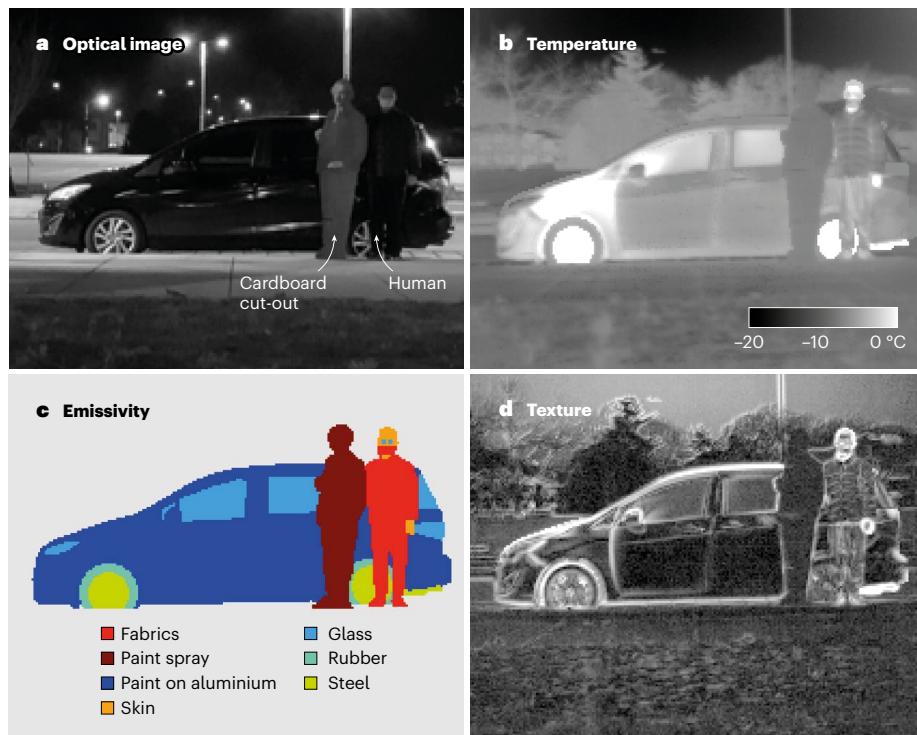 a Optical image
b Temperature
Cardboard
cut-out
Human
−20 −10 0 °C
c Emissivity
d Texture
Fabrics
Paint spray
Paint on aluminium
Skin
Glass
Rubber
Steel